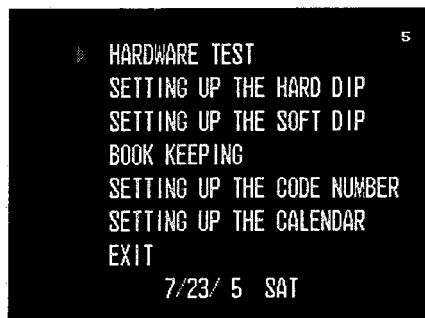 5
HARDWARE TEST
SETTING UP THE HARD DIP
SETTING UP THE SOFT DIP
BOOK KEEPING
SETTING UP THE CODE NUMBER
SETTING UP THE CALENDAR
EXIT
7/23/ 5 SAT